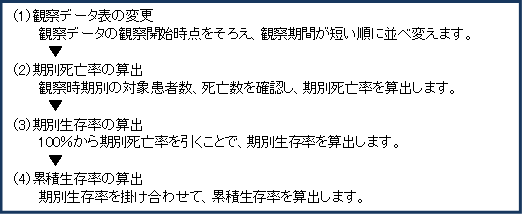 (1)観察データ表の変更
観察データの観察開始時点をそろえ、観察期間が短い順に並べ変えます。
▼
(2)期別死亡率の算出
観察時期別の対象患者数、死亡数を確認し、期別死亡率を算出します。
▼
(3)期別生存率の算出
100%から期別死亡率を引くことで、期別生存率を算出します。
▼
(4)累積生存率の算出
期別生存率を掛け合わせて、累積生存率を算出します。